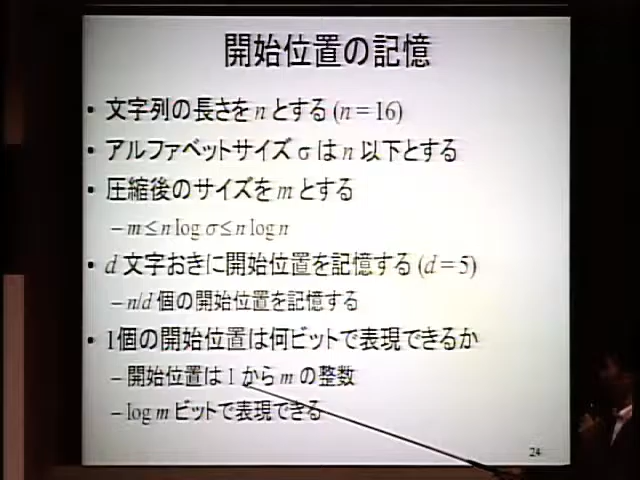 開始位置の記憶
• 文字列の長さを n とする (n=16)
• アルファベットサイズ σ は n 以下とする
• 圧縮後のサイズを m とする
– m≤n log σ≤n log n
• d 文字おきに開始位置を記憶する (d=5)
– n/d 個の開始位置を記憶する
• 1個の開始位置は何ビットで表現できるか
– 開始位置は 1 から m の整数
– log m ビットで表現できる
24